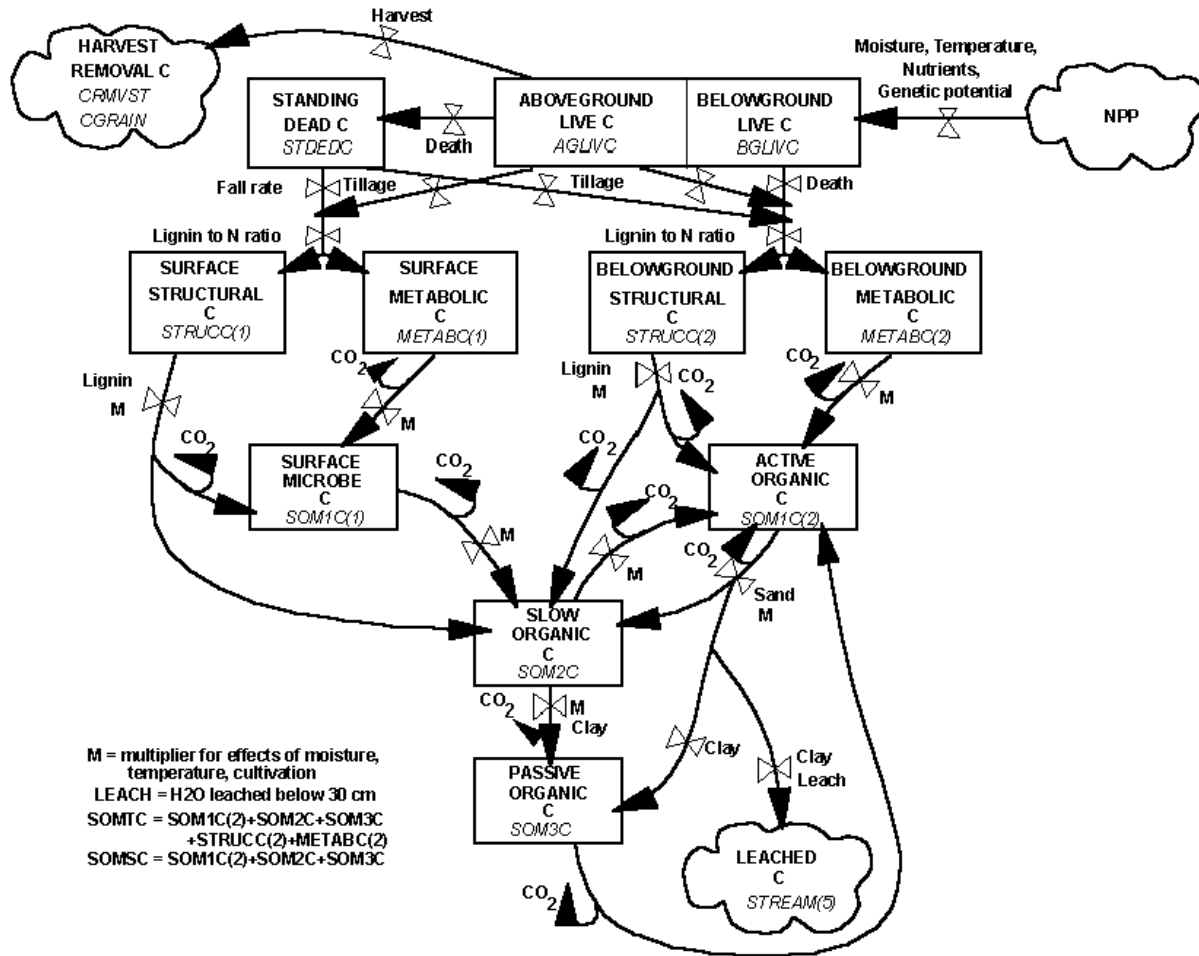 Harvest
HARVEST
REMOVAL C
CRMVST
CGRAIN
STANDING
DEAD C
STDEDC
Death
ABOVEGROUND
LIVE C
AGLIVC
BELOWGROUND
LIVE C
BGLIVC
Moisture, Temperature,
Nutrients,
Genetic potential
NPP
Fall rate
Tillage
Tillage
Death
Lignin to N ratio
Lignin to N ratio
SURFACE
STRUCTURAL
C
STRUCC(1)
SURFACE
METABOLIC
C
METABC(1)
BELOWGROUND
STRUCTURAL
C
STRUCC(2)
BELOWGROUND
METABOLIC
C
METABC(2)
Lignin
M
CO2
M
Lignin
M
CO2
CO2
M
CO2
SURFACE
MICROBE
C
SOM1C(1)
CO2
M
CO2
CO2
M
ACTIVE
ORGANIC
C
SOM1C(2)
CO2
Sand
M
SLOW
ORGANIC
C
SOM2C
CO2
M
Clay
Clay
Clay
Leach
PASSIVE
ORGANIC
C
SOM3C
CO2
LEACHED
C
STREAM(5)
M = multiplier for effects of moisture,
temperature, cultivation
LEACH = H2O leached below 30 cm
SOMTC = SOM1C(2)+SOM2C+SOM3C
+STRUCC(2)+METABC(2)
SOMSC = SOM1C(2)+SOM2C+SOM3C